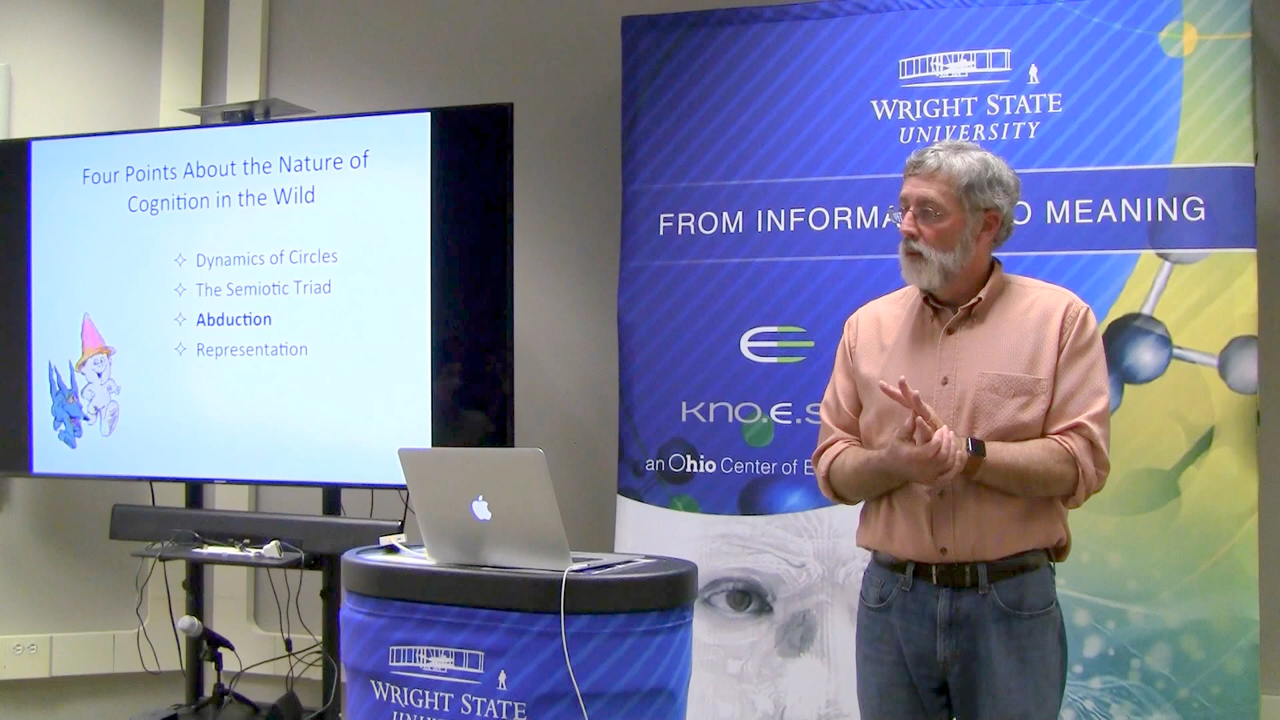 Four Points About the Nature of
Cognition in the Wild
✧ Dynamics of Circles
✧ The Semiotic Triad
✧ Abduction
✧ Representation
WRIGHT STATE
UNIVERSITY
FROM INFORMA O MEANING
kno.e.s
an Ohio Center of E
WRIGHT STATE